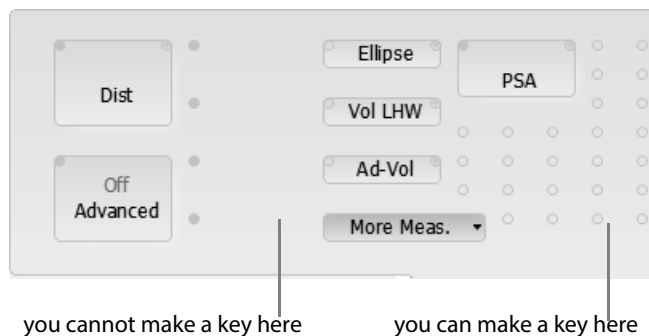 Ellipse
PSA
Dist
Vol LHW
Ad-Vol
Off
Advanced
More Meas.
you cannot make a key here
you can make a key here